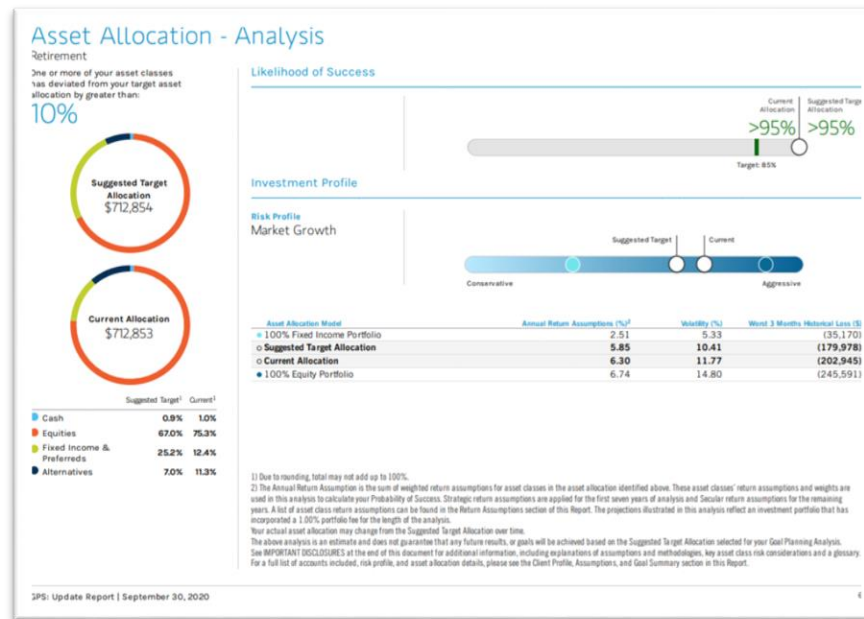 Asset Allocation - Analysis
Retirement
One or more of your asset classes
has deviated from your target asset
allocation by greater than:
10%
Suggested Target
Allocation
$712,854
Current Allocation
$712,853
Suggested Target¹ Current¹
Cash 0.9% 1.0%
Equities 67.0% 75.3%
Fixed Income &
Preferreds 25.2% 12.4%
Alternatives 7.0% 11.3%
Likelihood of Success
Current
Allocation
Suggested Targe
Allocation
>95% >95%
Target: 85%
Investment Profile
Risk Profile
Market Growth
Suggested Target Current
Conservative Aggressive
Asset Allocation Model Annual Return Assumptions (%)² Volatility (%) Worst 3 Months Historical Loss ($)
100% Fixed Income Portfolio 2.51 5.33 (35,170)
Suggested Target Allocation 5.85 10.41 (179,978)
Current Allocation 6.30 11.77 (202,945)
100% Equity Portfolio 6.74 14.80 (245,591)
1) Due to rounding, total may not add up to 100%.
2) The Annual Return Assumption is the sum of weighted return assumptions for asset classes in the asset allocation identified above. These asset classes' return assumptions and weights are
used in this analysis to calculate your Probability of Success. Strategic return assumptions are applied for the first seven years of analysis and Secular return assumptions for the remaining
years. A list of asset class return assumptions can be found in the Return Assumptions section of this Report. The projections illustrated in this analysis reflect an investment portfolio that has
incorporated a 1.00% portfolio fee for the length of the analysis.
Your actual asset allocation may change from the Suggested Target Allocation over time.
The above analysis is an estimate and does not guarantee that any future results, or goals will be achieved based on the Suggested Target Allocation selected for your Goal Planning Analysis.
See IMPORTANT DISCLOSURES at the end of this document for additional information, including explanations of assumptions and methodologies, key asset class risk considerations and a glossary.
For a full list of accounts included, risk profile, and asset allocation details, please see the Client Profile, Assumptions, and Goal Summary section in this Report.
GPS: Update Report | September 30, 2020